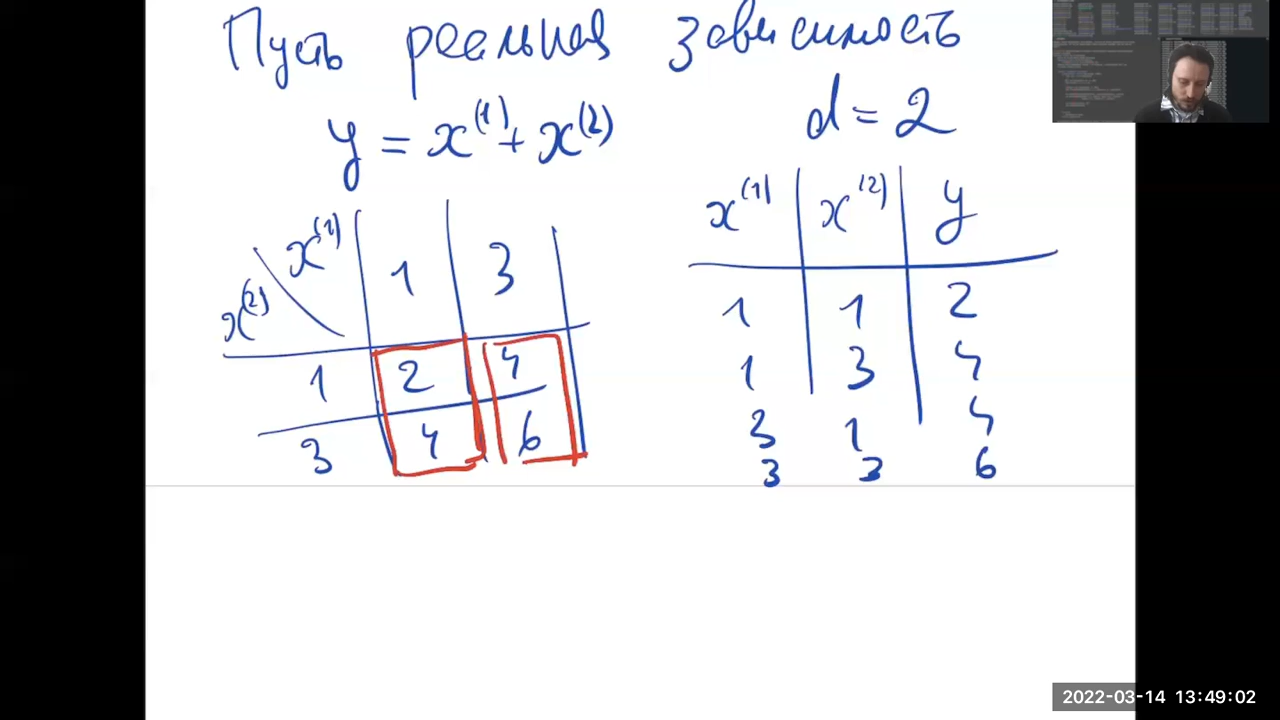 Пусть реальная зависимость
y = x^(1) + x^(2)
d = 2
x^(1) 1 3
x^(2)
1 2 4
3 4 6
x^(1) x^(2) y
1 1 2
1 3 4
3 1 4
3 3 6
2022-03-14 13:49:02